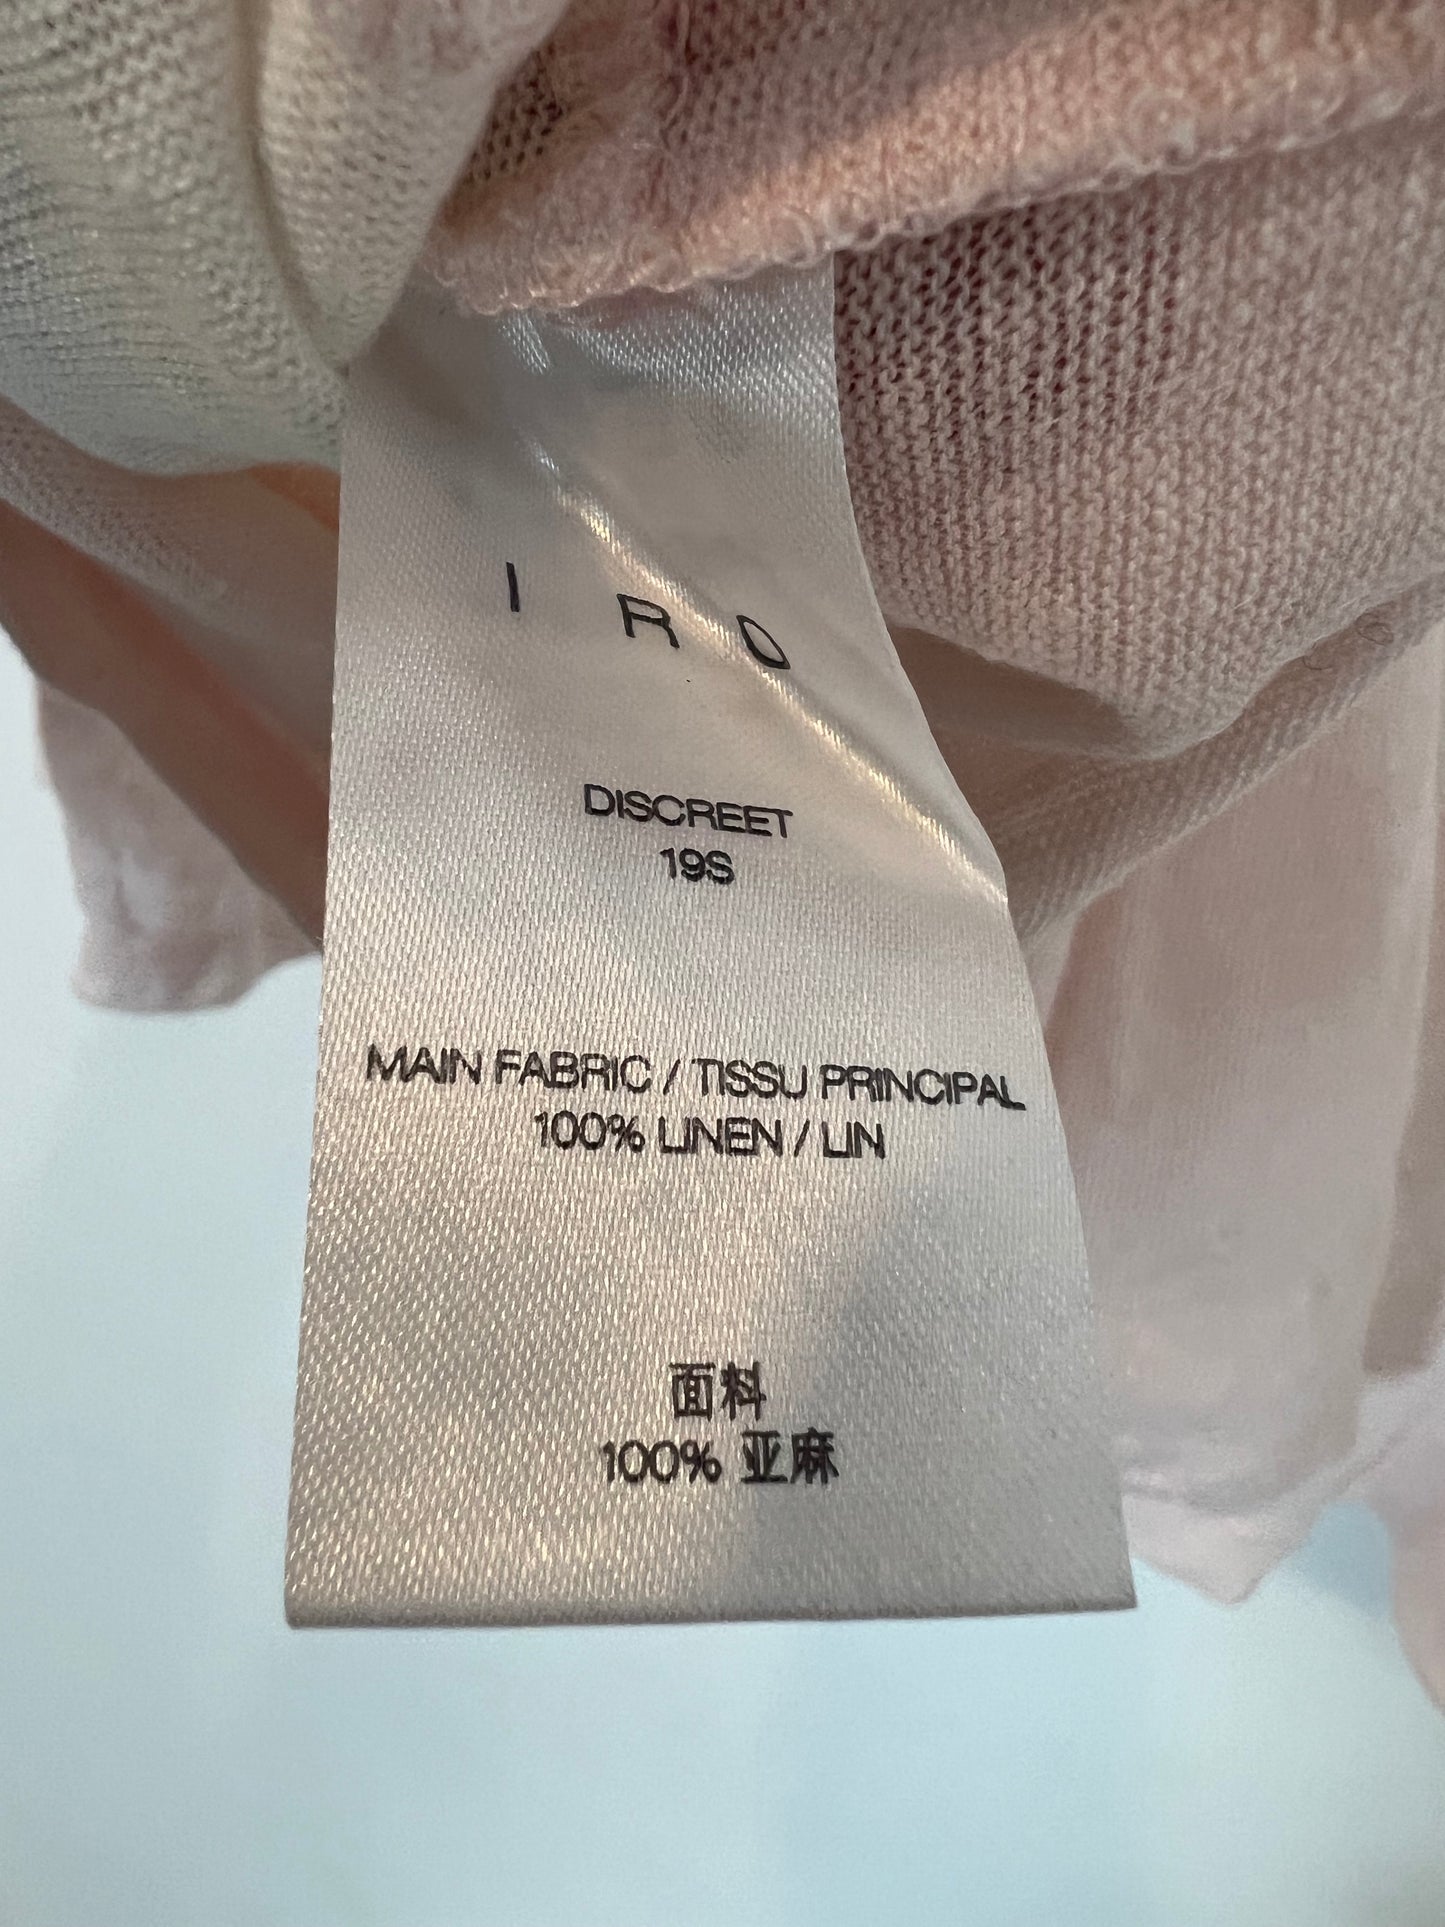 I R O
DISCREET
19S
MAIN FABRIC / TISSU PRINCIPAL
100% LINEN / LIN
面料
100% 亚麻